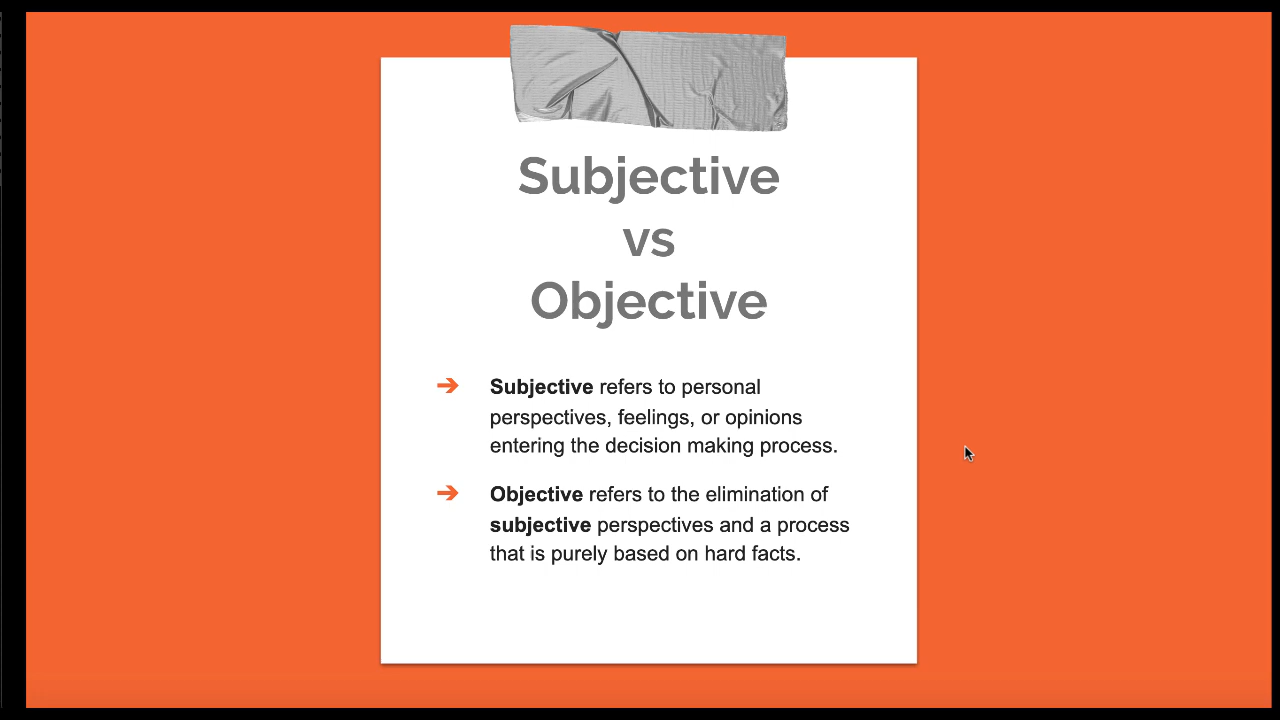 Subjective
vs
Objective
➔ Subjective refers to personal
perspectives, feelings, or opinions
entering the decision making process.
➔ Objective refers to the elimination of
subjective perspectives and a process
that is purely based on hard facts.